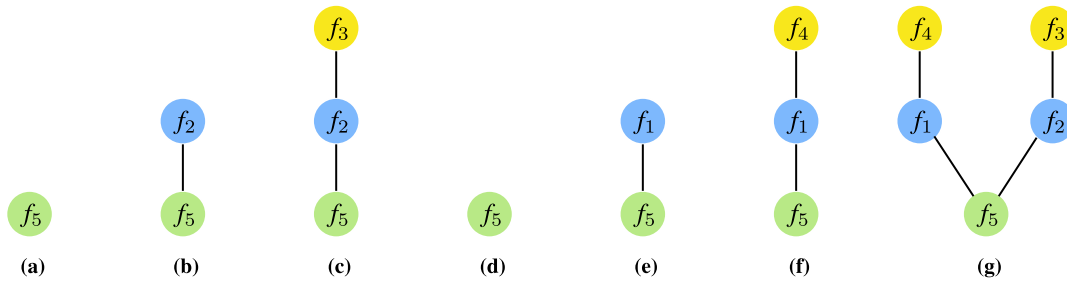 f3 f4 f4 f3
f2 f2 f1 f1 f1 f2
f5 f5 f5 f5 f5 f5 f5
(a) (b) (c) (d) (e) (f) (g)